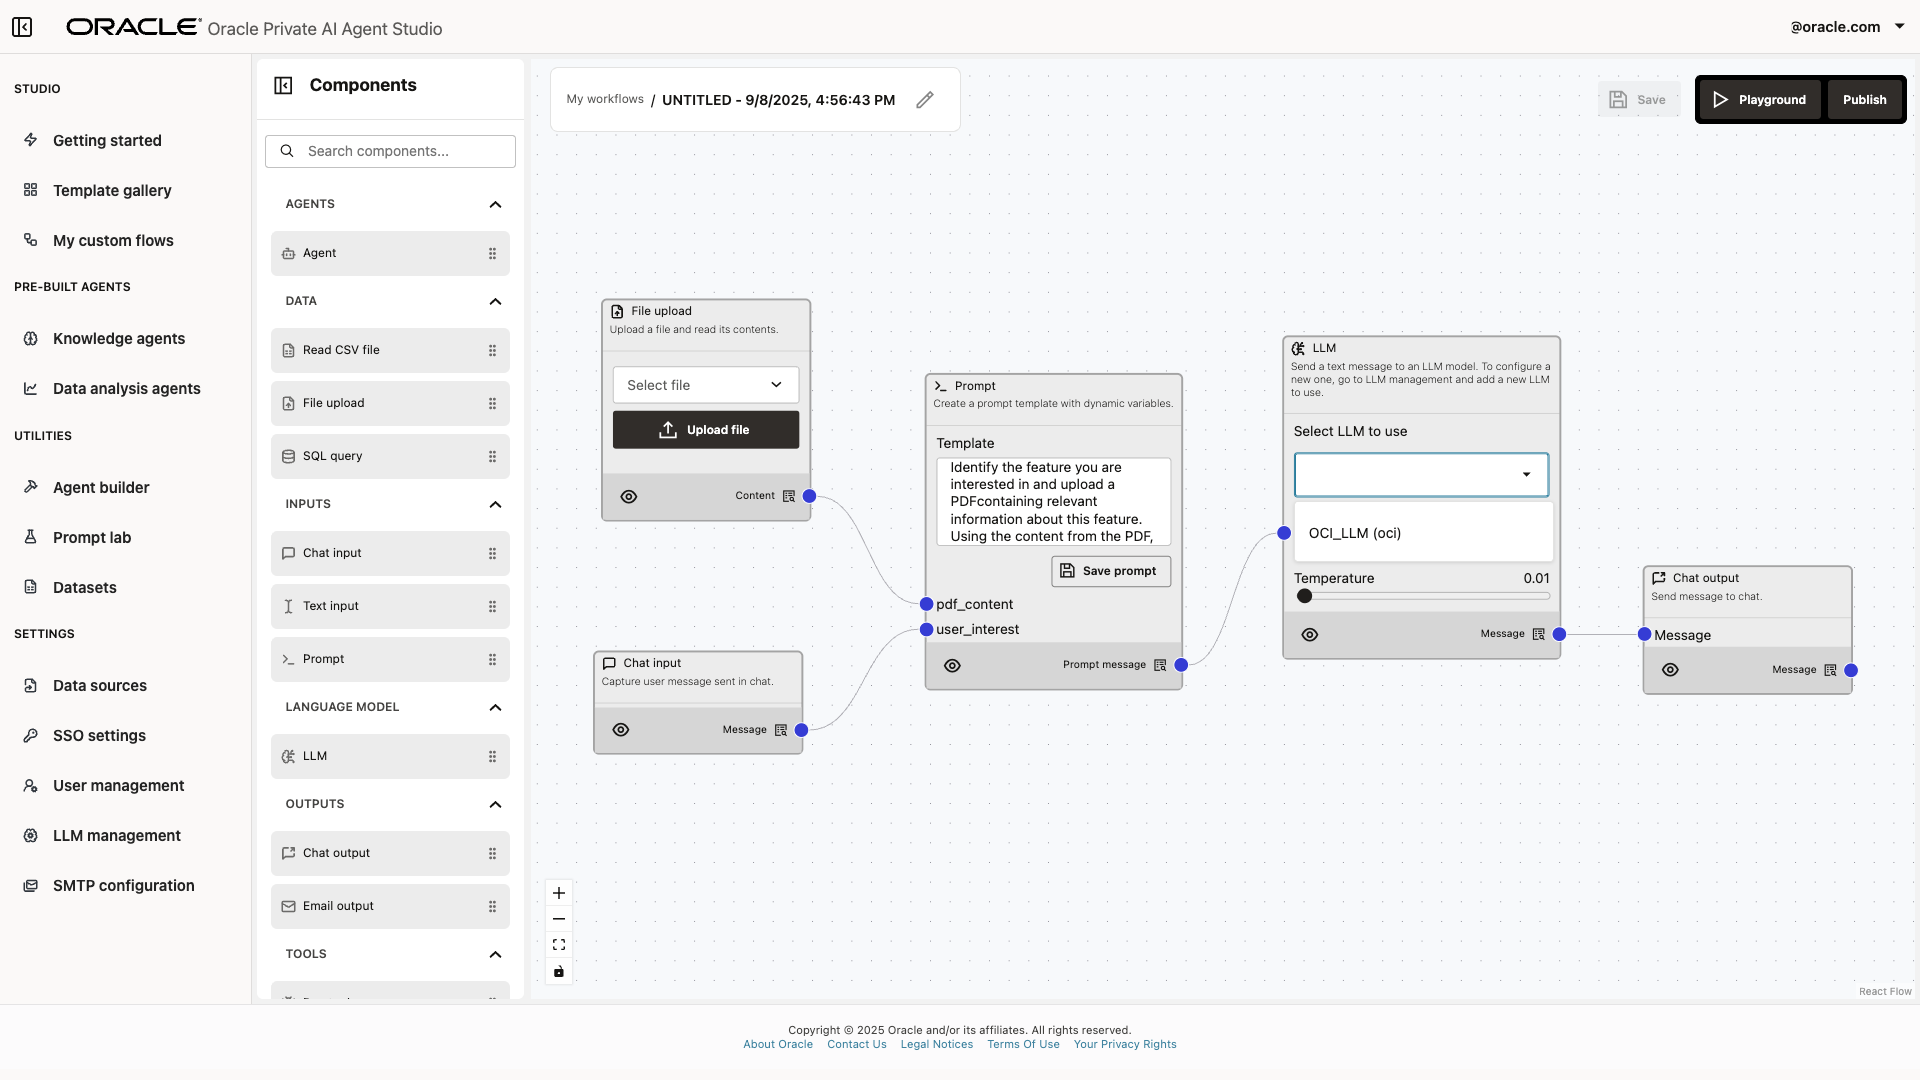 ORACLE Oracle Private AI Agent Studio
@oracle.com
STUDIO
Getting started
Template gallery
My custom flows
PRE-BUILT AGENTS
Knowledge agents
Data analysis agents
UTILITIES
Agent builder
Prompt lab
Datasets
SETTINGS
Data sources
SSO settings
User management
LLM management
SMTP configuration
Components
Search components...
AGENTS
Agent
DATA
Read CSV file
File upload
SQL query
INPUTS
Chat input
Text input
Prompt
LANGUAGE MODEL
LLM
OUTPUTS
Chat output
Email output
TOOLS
My workflows / UNTITLED - 9/8/2025, 4:56:43 PM
Save
Playground
Publish
File upload
Upload a file and read its contents.
Select file
Upload file
Content
Chat input
Capture user message sent in chat.
Message
Prompt
Create a prompt template with dynamic variables.
Template
Identify the feature you are
interested in and upload a
PDFcontaining relevant
information about this feature.
Using the content from the PDF,
Save prompt
pdf_content
user_interest
Prompt message
LLM
Send a text message to an LLM model. To configure a
new one, go to LLM management and add a new LLM
to use.
Select LLM to use
OCI_LLM (oci)
Temperature 0.01
Message
Chat output
Send message to chat.
Message
Message
React Flow
Copyright © 2025 Oracle and/or its affiliates. All rights reserved.
About Oracle Contact Us Legal Notices Terms Of Use Your Privacy Rights